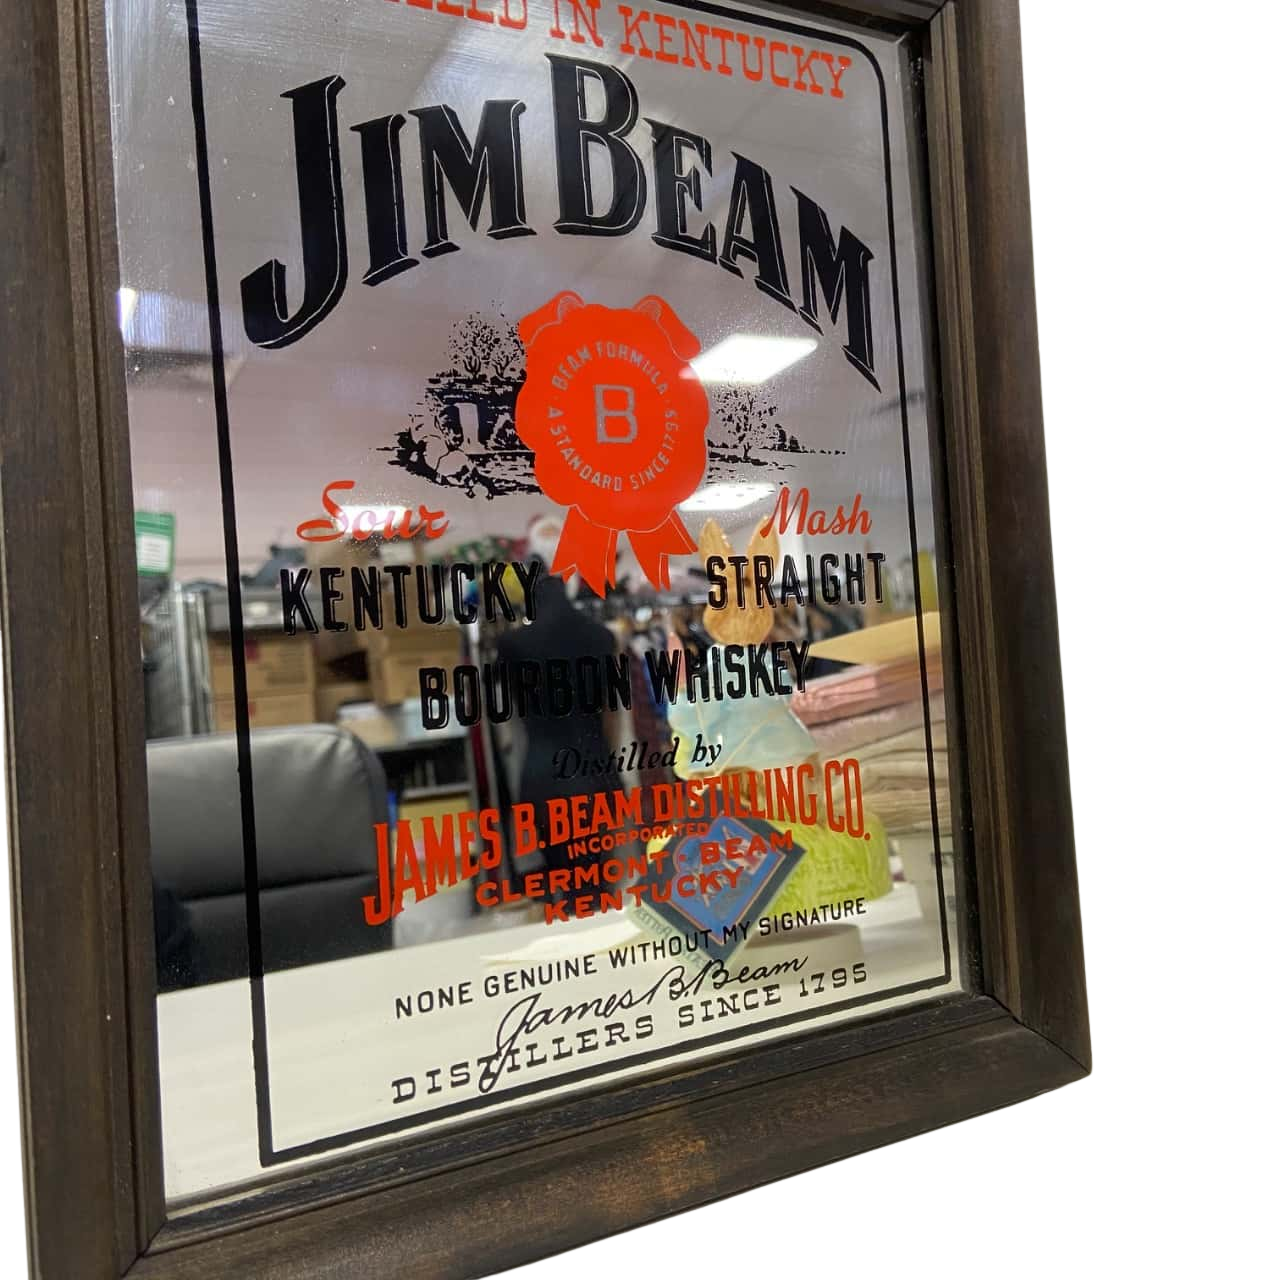 IN KENTUCKY
JIM BEAM
· BEAM FORMULA ·
B
A STANDARD SINCE 1795
Sour Mash
KENTUCKY STRAIGHT
BOURBON WHISKEY
Distilled by
JAMES B. BEAM DISTILLING CO.
INCORPORATED
CLERMONT · BEAM
KENTUCKY
NONE GENUINE WITHOUT MY SIGNATURE
James B. Beam
DISTILLERS SINCE 1795